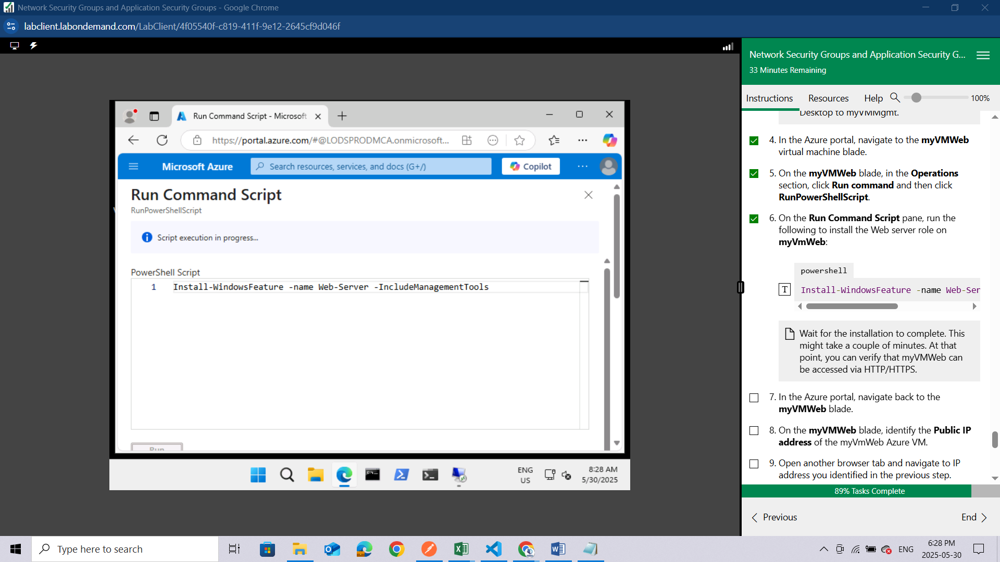 Network Security Groups and Application Security Groups - Google Chrome
labclient.labondemand.com/LabClient/4f05540f-c819-411f-9e12-2645cf9d046f
Run Command Script - Microsoft
https://portal.azure.com/#@LODSPRODMCA.onmicrosoft...
Microsoft Azure
Search resources, services, and docs (G+/)
Copilot
Run Command Script
RunPowerShellScript
Script execution in progress...
PowerShell Script
1 Install-WindowsFeature -name Web-Server -IncludeManagementTools
Run
ENG
US
8:28 AM
5/30/2025
Network Security Groups and Application Security G...
33 Minutes Remaining
Instructions Resources Help 100%
Desktop to myVMMgmt.
4. In the Azure portal, navigate to the myVMWeb
virtual machine blade.
5. On the myVMWeb blade, in the Operations
section, click Run command and then click
RunPowerShellScript.
6. On the Run Command Script pane, run the
following to install the Web server role on
myVmWeb:
powershell
T Install-WindowsFeature -name Web-Ser
Wait for the installation to complete. This
might take a couple of minutes. At that
point, you can verify that myVMWeb can
be accessed via HTTP/HTTPS.
7. In the Azure portal, navigate back to the
myVMWeb blade.
8. On the myVMWeb blade, identify the Public IP
address of the myVmWeb Azure VM.
9. Open another browser tab and navigate to IP
address you identified in the previous step.
89% Tasks Complete
Previous End
Type here to search
ENG
6:28 PM
2025-05-30